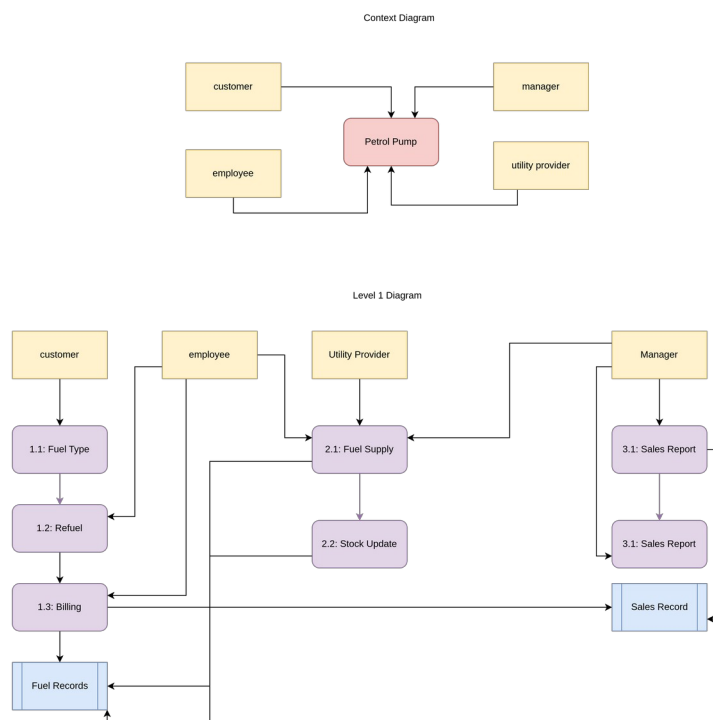 Context Diagram
customer
manager
Petrol Pump
employee
utility provider
Level 1 Diagram
customer
employee
Utility Provider
Manager
1.1: Fuel Type
2.1: Fuel Supply
3.1: Sales Report
1.2: Refuel
2.2: Stock Update
3.1: Sales Report
1.3: Billing
Sales Record
Fuel Records